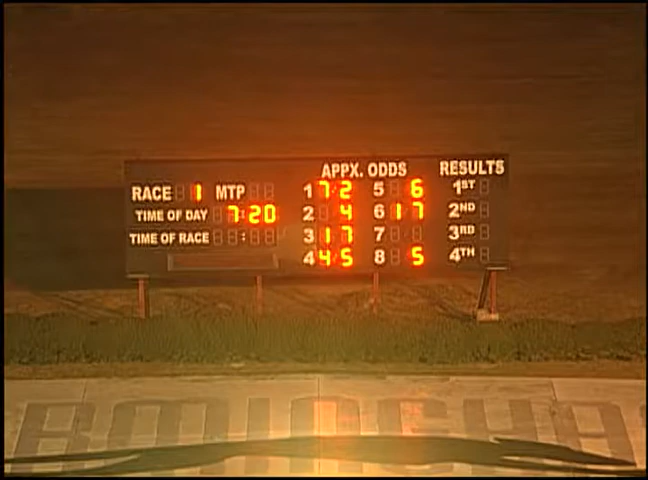 APPX. ODDS RESULTS
RACE 1 MTP 1 7 2 5 6 1ST
TIME OF DAY 7:20 2 4 6 17 2ND
TIME OF RACE : 3 17 7 3RD
4 45 8 5 4TH